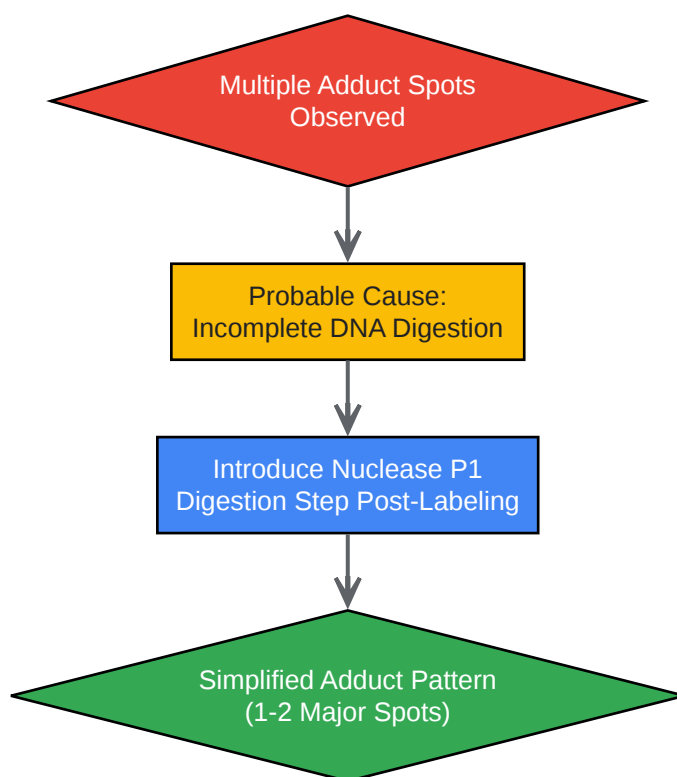 Multiple Adduct Spots
Observed
Probable Cause:
Incomplete DNA Digestion
Introduce Nuclease P1
Digestion Step Post-Labeling
Simplified Adduct Pattern
(1-2 Major Spots)